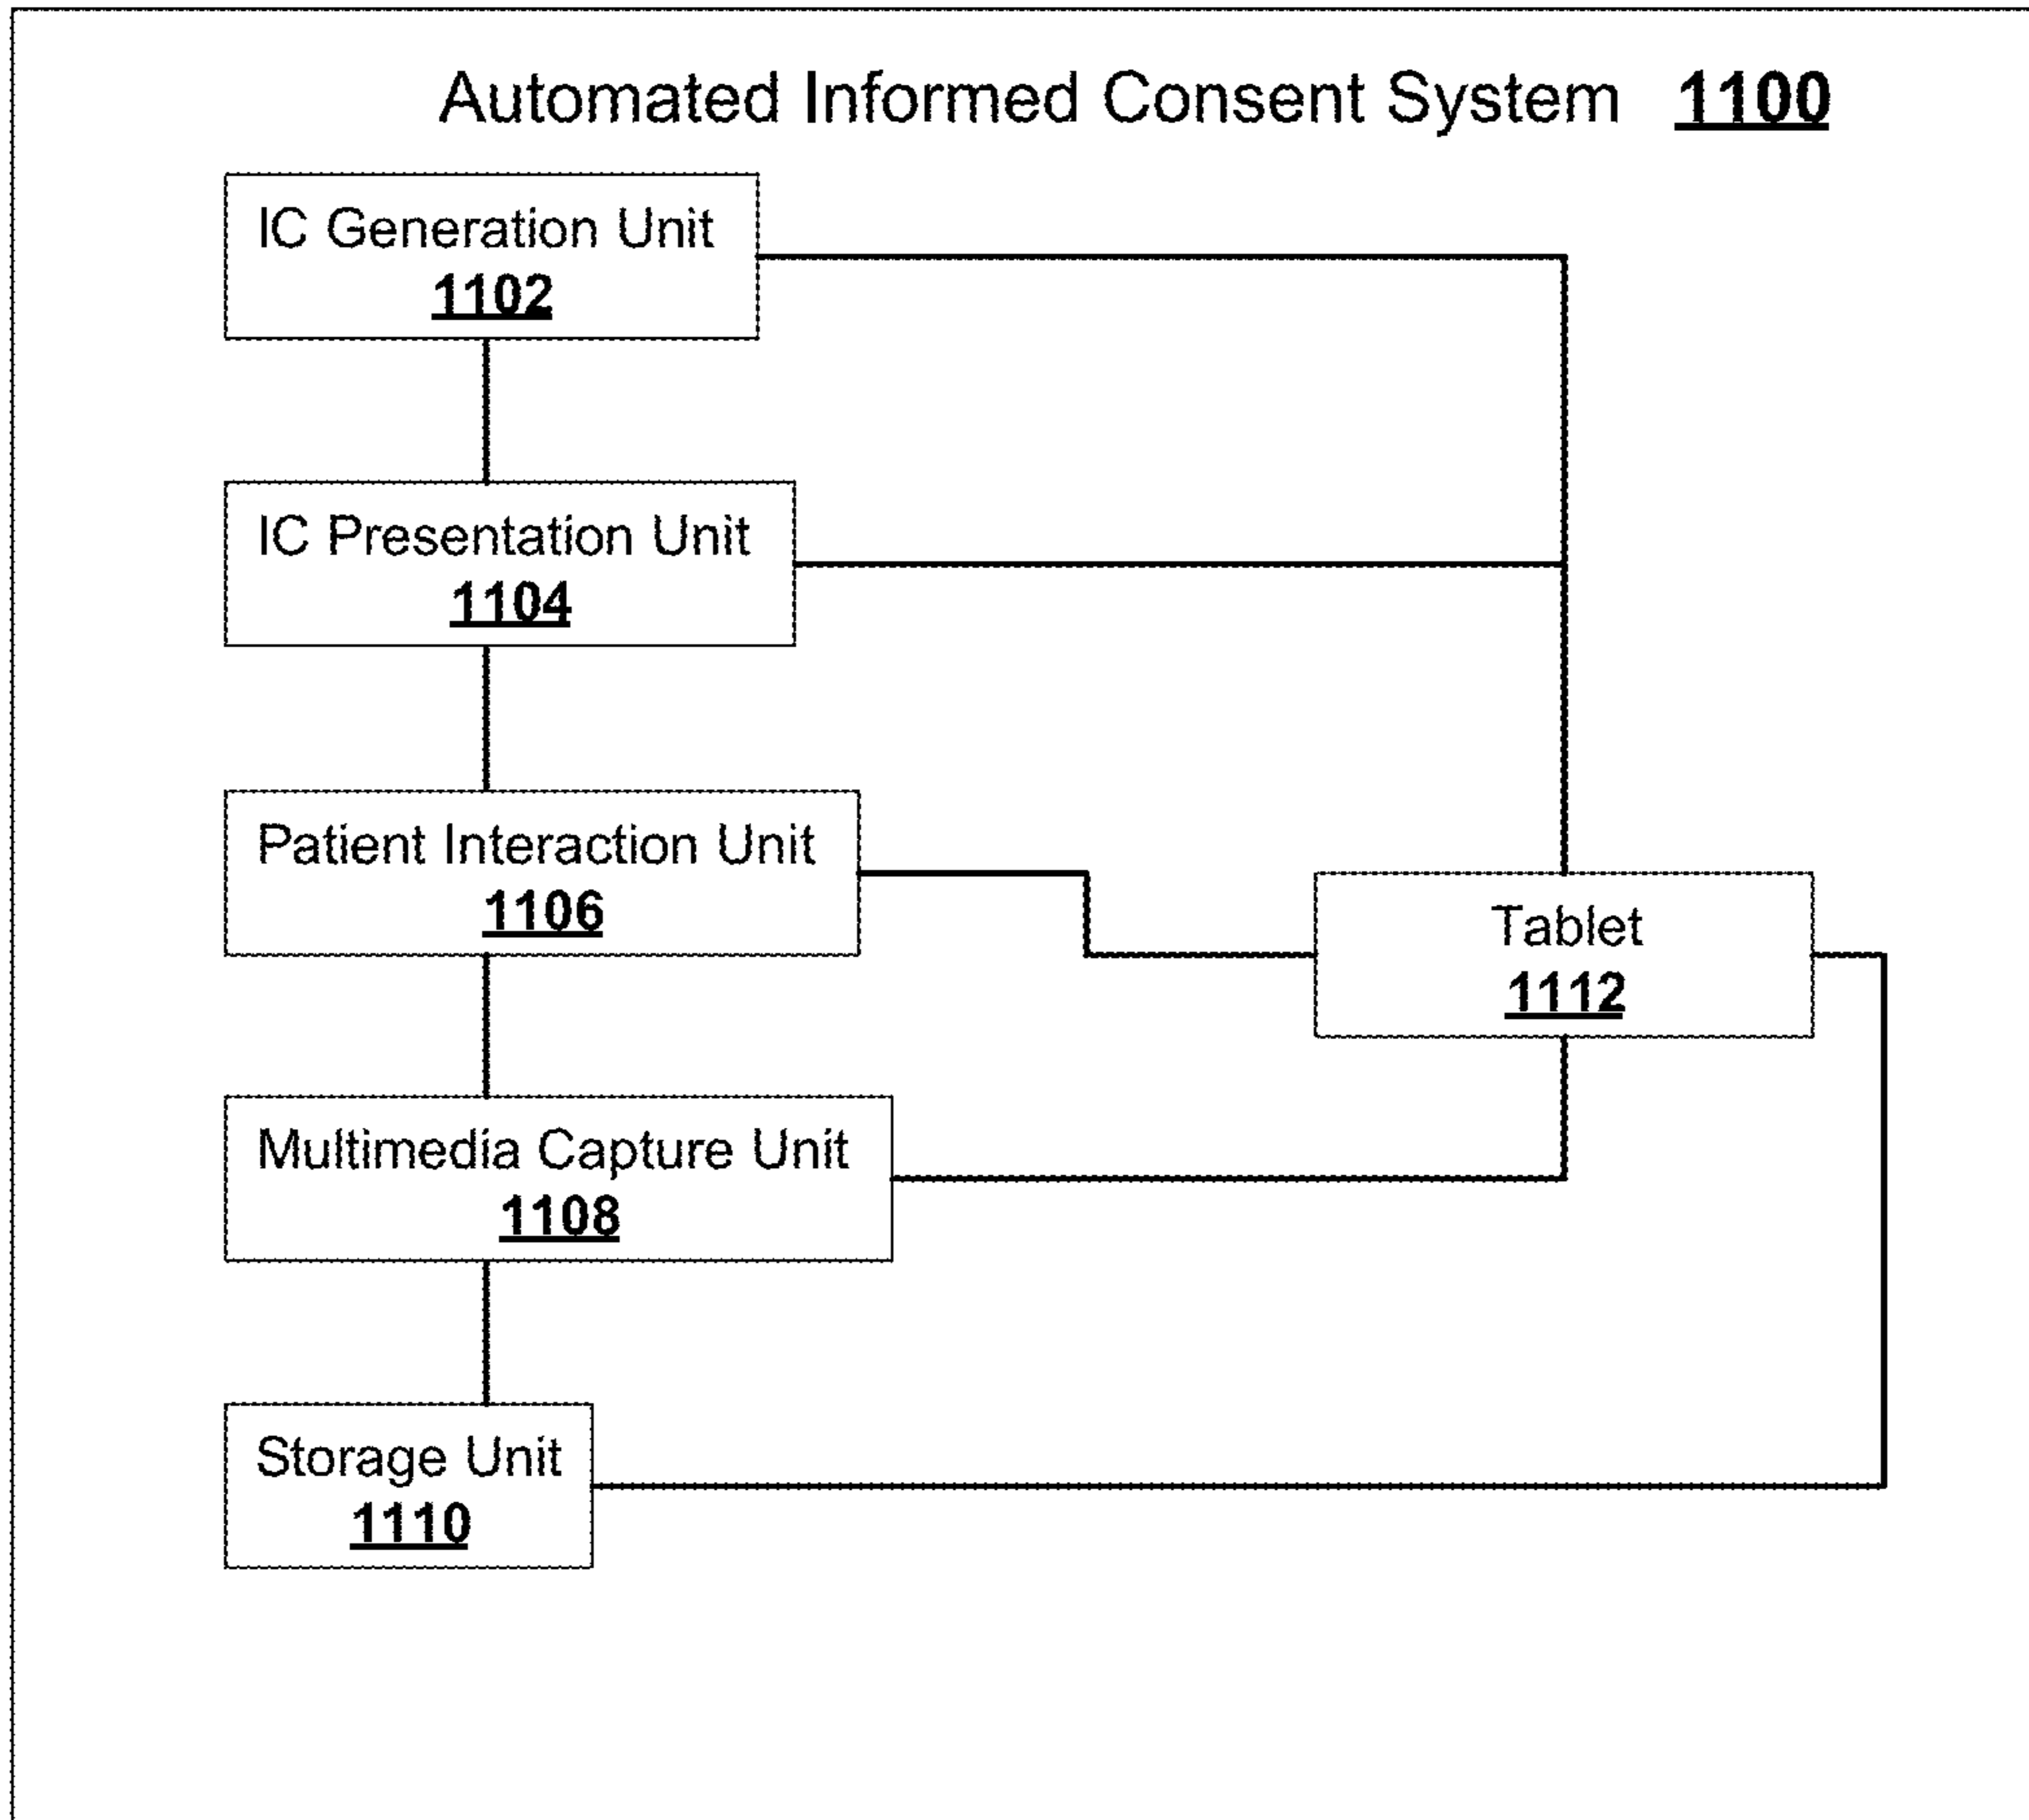 Automated Informed Consent System 1100
IC Generation Unit
1102
IC Presentation Unit
1104
Patient Interaction Unit
1106
Tablet
1112
Multimedia Capture Unit
1108
Storage Unit
1110